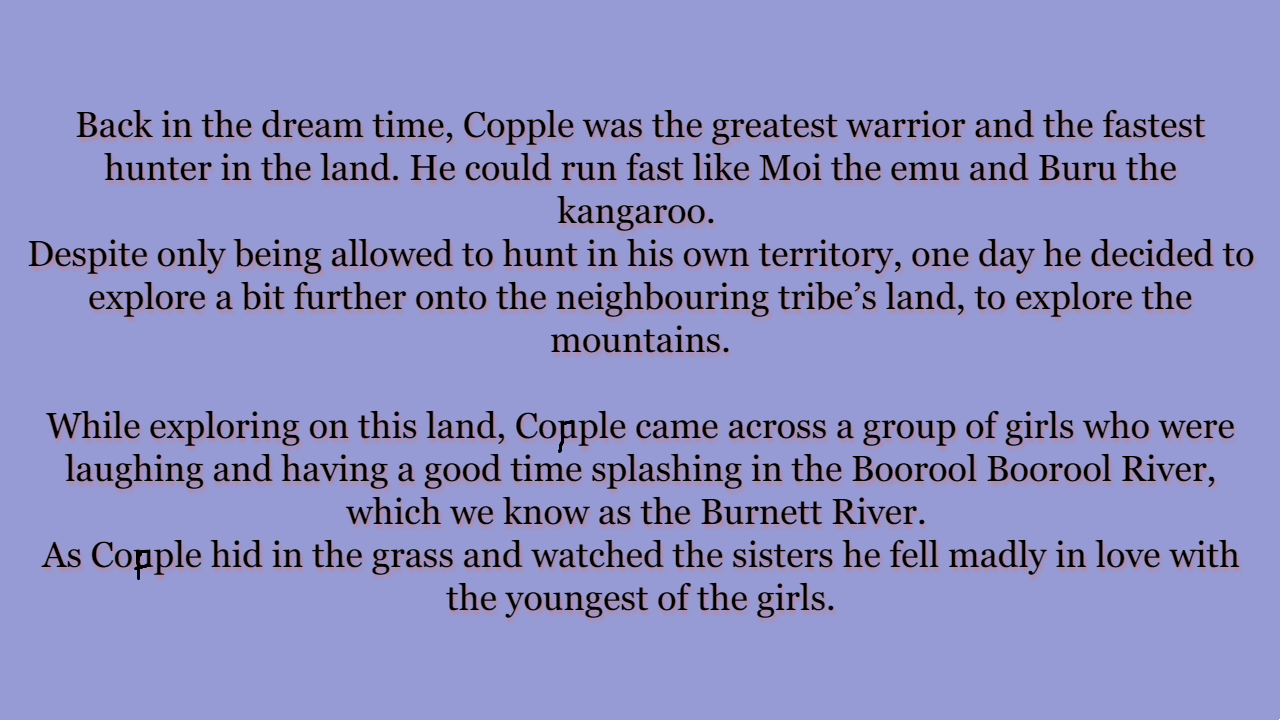 Back in the dream time, Copple was the greatest warrior and the fastest
hunter in the land. He could run fast like Moi the emu and Buru the
kangaroo.
Despite only being allowed to hunt in his own territory, one day he decided to
explore a bit further onto the neighbouring tribe’s land, to explore the
mountains.
While exploring on this land, Copple came across a group of girls who were
laughing and having a good time splashing in the Boorool Boorool River,
which we know as the Burnett River.
As Copple hid in the grass and watched the sisters he fell madly in love with
the youngest of the girls.